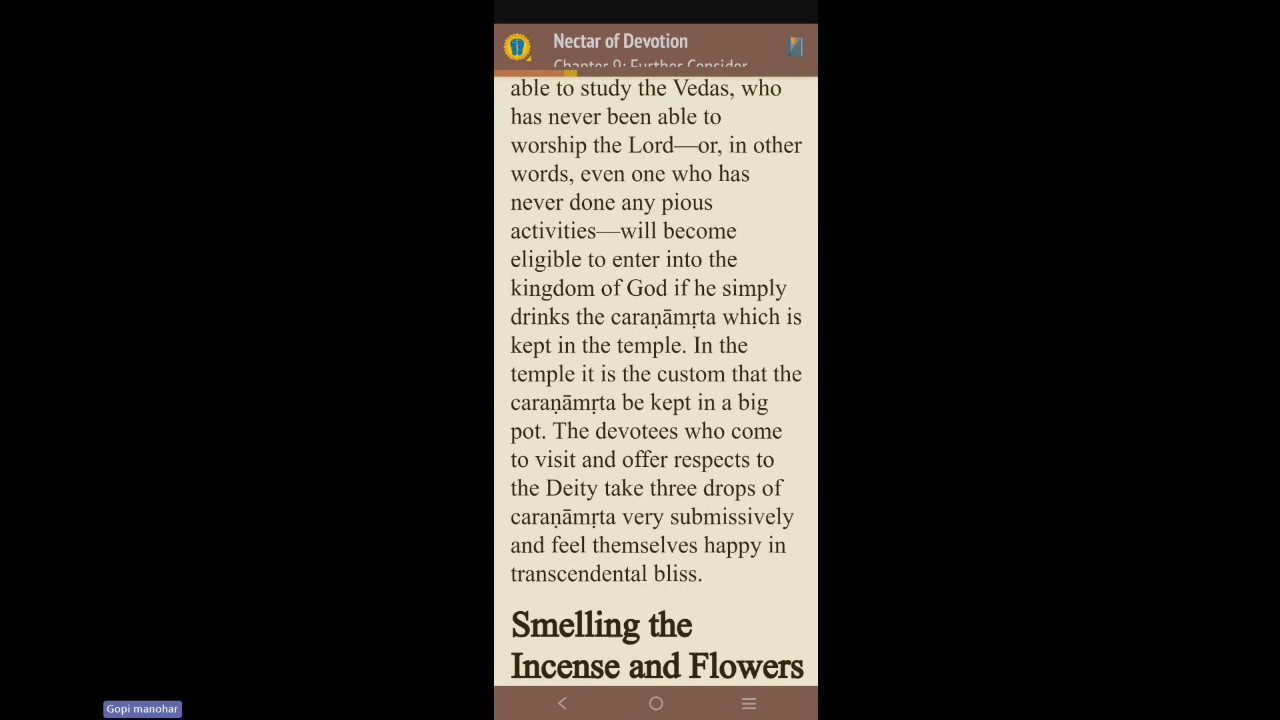 Nectar of Devotion
Chapter 9: Further Consider
able to study the Vedas, who
has never been able to
worship the Lord—or, in other
words, even one who has
never done any pious
activities—will become
eligible to enter into the
kingdom of God if he simply
drinks the caraṇāmṛta which is
kept in the temple. In the
temple it is the custom that the
caraṇāmṛta be kept in a big
pot. The devotees who come
to visit and offer respects to
the Deity take three drops of
caraṇāmṛta very submissively
and feel themselves happy in
transcendental bliss.
Smelling the
Incense and Flowers
Gopi manohar